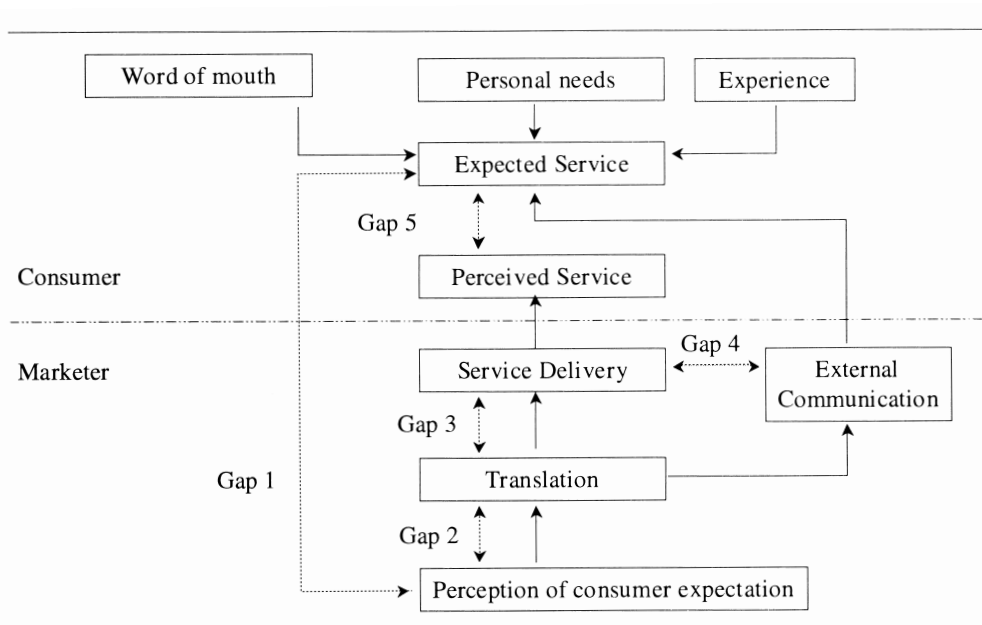 Word of mouth
Personal needs
Experience
Expected Service
Gap 5
Consumer
Perceived Service
Marketer
Service Delivery
Gap 4
External
Communication
Gap 3
Gap 1
Translation
Gap 2
Perception of consumer expectation